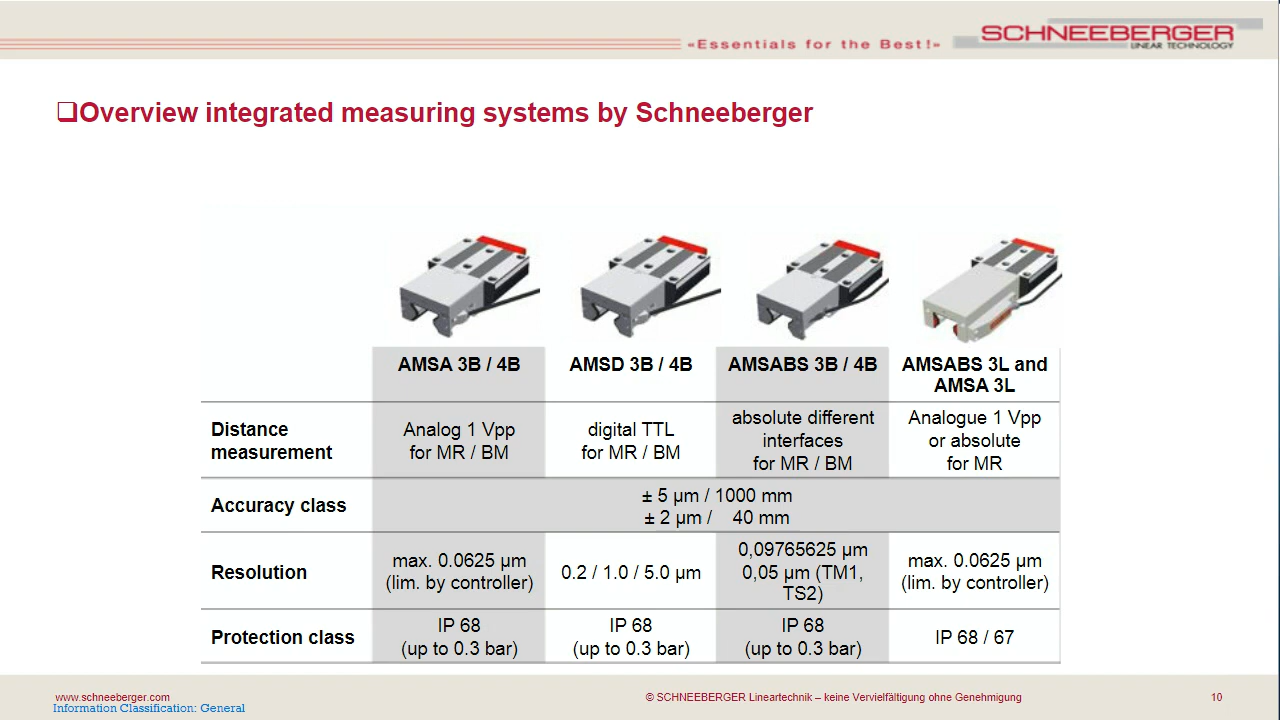 «Essentials for the Best!»
SCHNEEBERGER
LINEAR TECHNOLOGY
❑Overview integrated measuring systems by Schneeberger
AMSA 3B / 4B
AMSD 3B / 4B
AMSABS 3B / 4B
AMSABS 3L and
AMSA 3L
Distance
measurement
Analog 1 Vpp
for MR / BM
digital TTL
for MR / BM
absolute different
interfaces
for MR / BM
Analogue 1 Vpp
or absolute
for MR
Accuracy class
± 5 µm / 1000 mm
± 2 µm / 40 mm
Resolution
max. 0.0625 µm
(lim. by controller)
0.2 / 1.0 / 5.0 µm
0,09765625 µm
0,05 µm (TM1,
TS2)
max. 0.0625 µm
(lim. by controller)
Protection class
IP 68
(up to 0.3 bar)
IP 68
(up to 0.3 bar)
IP 68
(up to 0.3 bar)
IP 68 / 67
www.schneeberger.com
© SCHNEEBERGER Lineartechnik – keine Vervielfältigung ohne Genehmigung
10
Information Classification: General